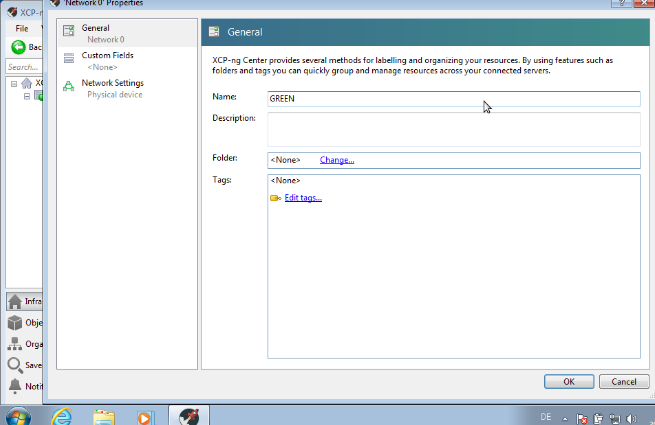 'Network 0' Properties
XCP-n
File
Bac
Search...
XC
Infra
Obje
Orga
Save
Notif
General
Network 0
Custom Fields
<None>
Network Settings
Physical device
General
XCP-ng Center provides several methods for labelling and organizing your resources. By using features such as
folders and tags you can quickly group and manage resources across your connected servers.
Name: GREEN
Description:
Folder: <None> Change...
Tags: <None>
Edit tags...
OK Cancel
DE